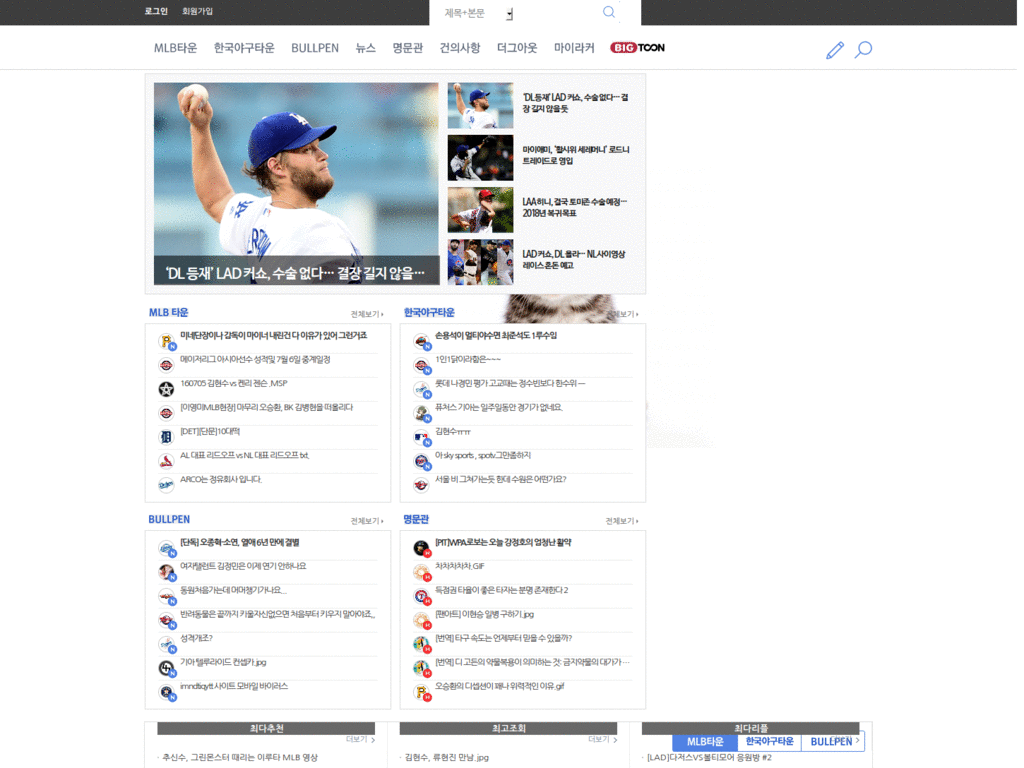 로그인 회원가입
제목+본문
MLB타운 한국야구타운 BULLPEN 뉴스 명문관 건의사항 더그아웃 마이라커 BIGTOON
'DL 등재' LAD 커쇼, 수술 없다… 결장 길지 않을…
'DL 등재' LAD 커쇼, 수술 없다… 결
장 길지 않을 듯
마이애미, '활시위 세레머니' 로드니
트레이드로 영입
LAA 히니, 결국 토미존 수술 예정…
2018년 복귀 목표
LAD 커쇼, DL 올라… NL 사이영상
레이스 혼돈 예고
MLB 타운
전체보기
미네단장이나 감독이 마이너 내린건 다 이유가 있어 그런거죠
메이저리그 아시아선수 성적및 7월 6일 중계일정
160705 김현수 vs 켄리 젠슨 .MSP
[이영미MLB현장] 마무리 오승환, BK 김병현을 떠올리다
[DET][단문]10대떡
AL 대표 리드오프 vs NL 대표 리드오프 txt.
ARCO는 정유회사 입니다.
한국야구타운
전체보기
손용석이 멀티야수면 최준석도 1루수임
1인1닭이라함은~~~
롯데 나경민 평가 고교때는 정수빈보다 한수위 ―
퓨처스 기아는 일주일동안 경기가 없네요.
김현수ㅠㅠ
아 sky sports , spotv그만좀하지
서울 비 그쳐가는듯 한데 수원은 어떤가요?
BULLPEN
전체보기
[단독] 오종혁-소연, 열애 6년 만에 결별
여자탤런트 김정민은 이제 연기 안하나요
동원처음가는데 머머챙기가나요...
반려동물은 끝까지 키울자신없으면 처음부터 키우지 말아야죠,,
성격개조?
기아 텔루라이드 컨셉카.jpg
imndtiqytt 사이트 모바일 바이러스
명문관
전체보기
[PIT]WPA로보는 오늘 강정호의 엄청난 활약
차차차차차.GIF
득점권 타율이 좋은 타자는 분명 존재한다 2
[팬아트] 이현승 일병 구하기.jpg
[번역] 타구 속도는 언제부터 믿을 수 있을까?
[번역] 디 고든의 약물복용이 의미하는 것: 금지약물의 대가가 …
오승환의 디셉션이 꽤나 위력적인 이유.gif
최다추천
더보기
· 추신수, 그린몬스터 때리는 이루타 MLB 영상
최고조회
더보기
· 김현수, 류현진 만남.jpg
최다리플
MLB타운 한국야구타운 BULLPEN
· [LAD]다저스VS볼티모어 응원방 #2